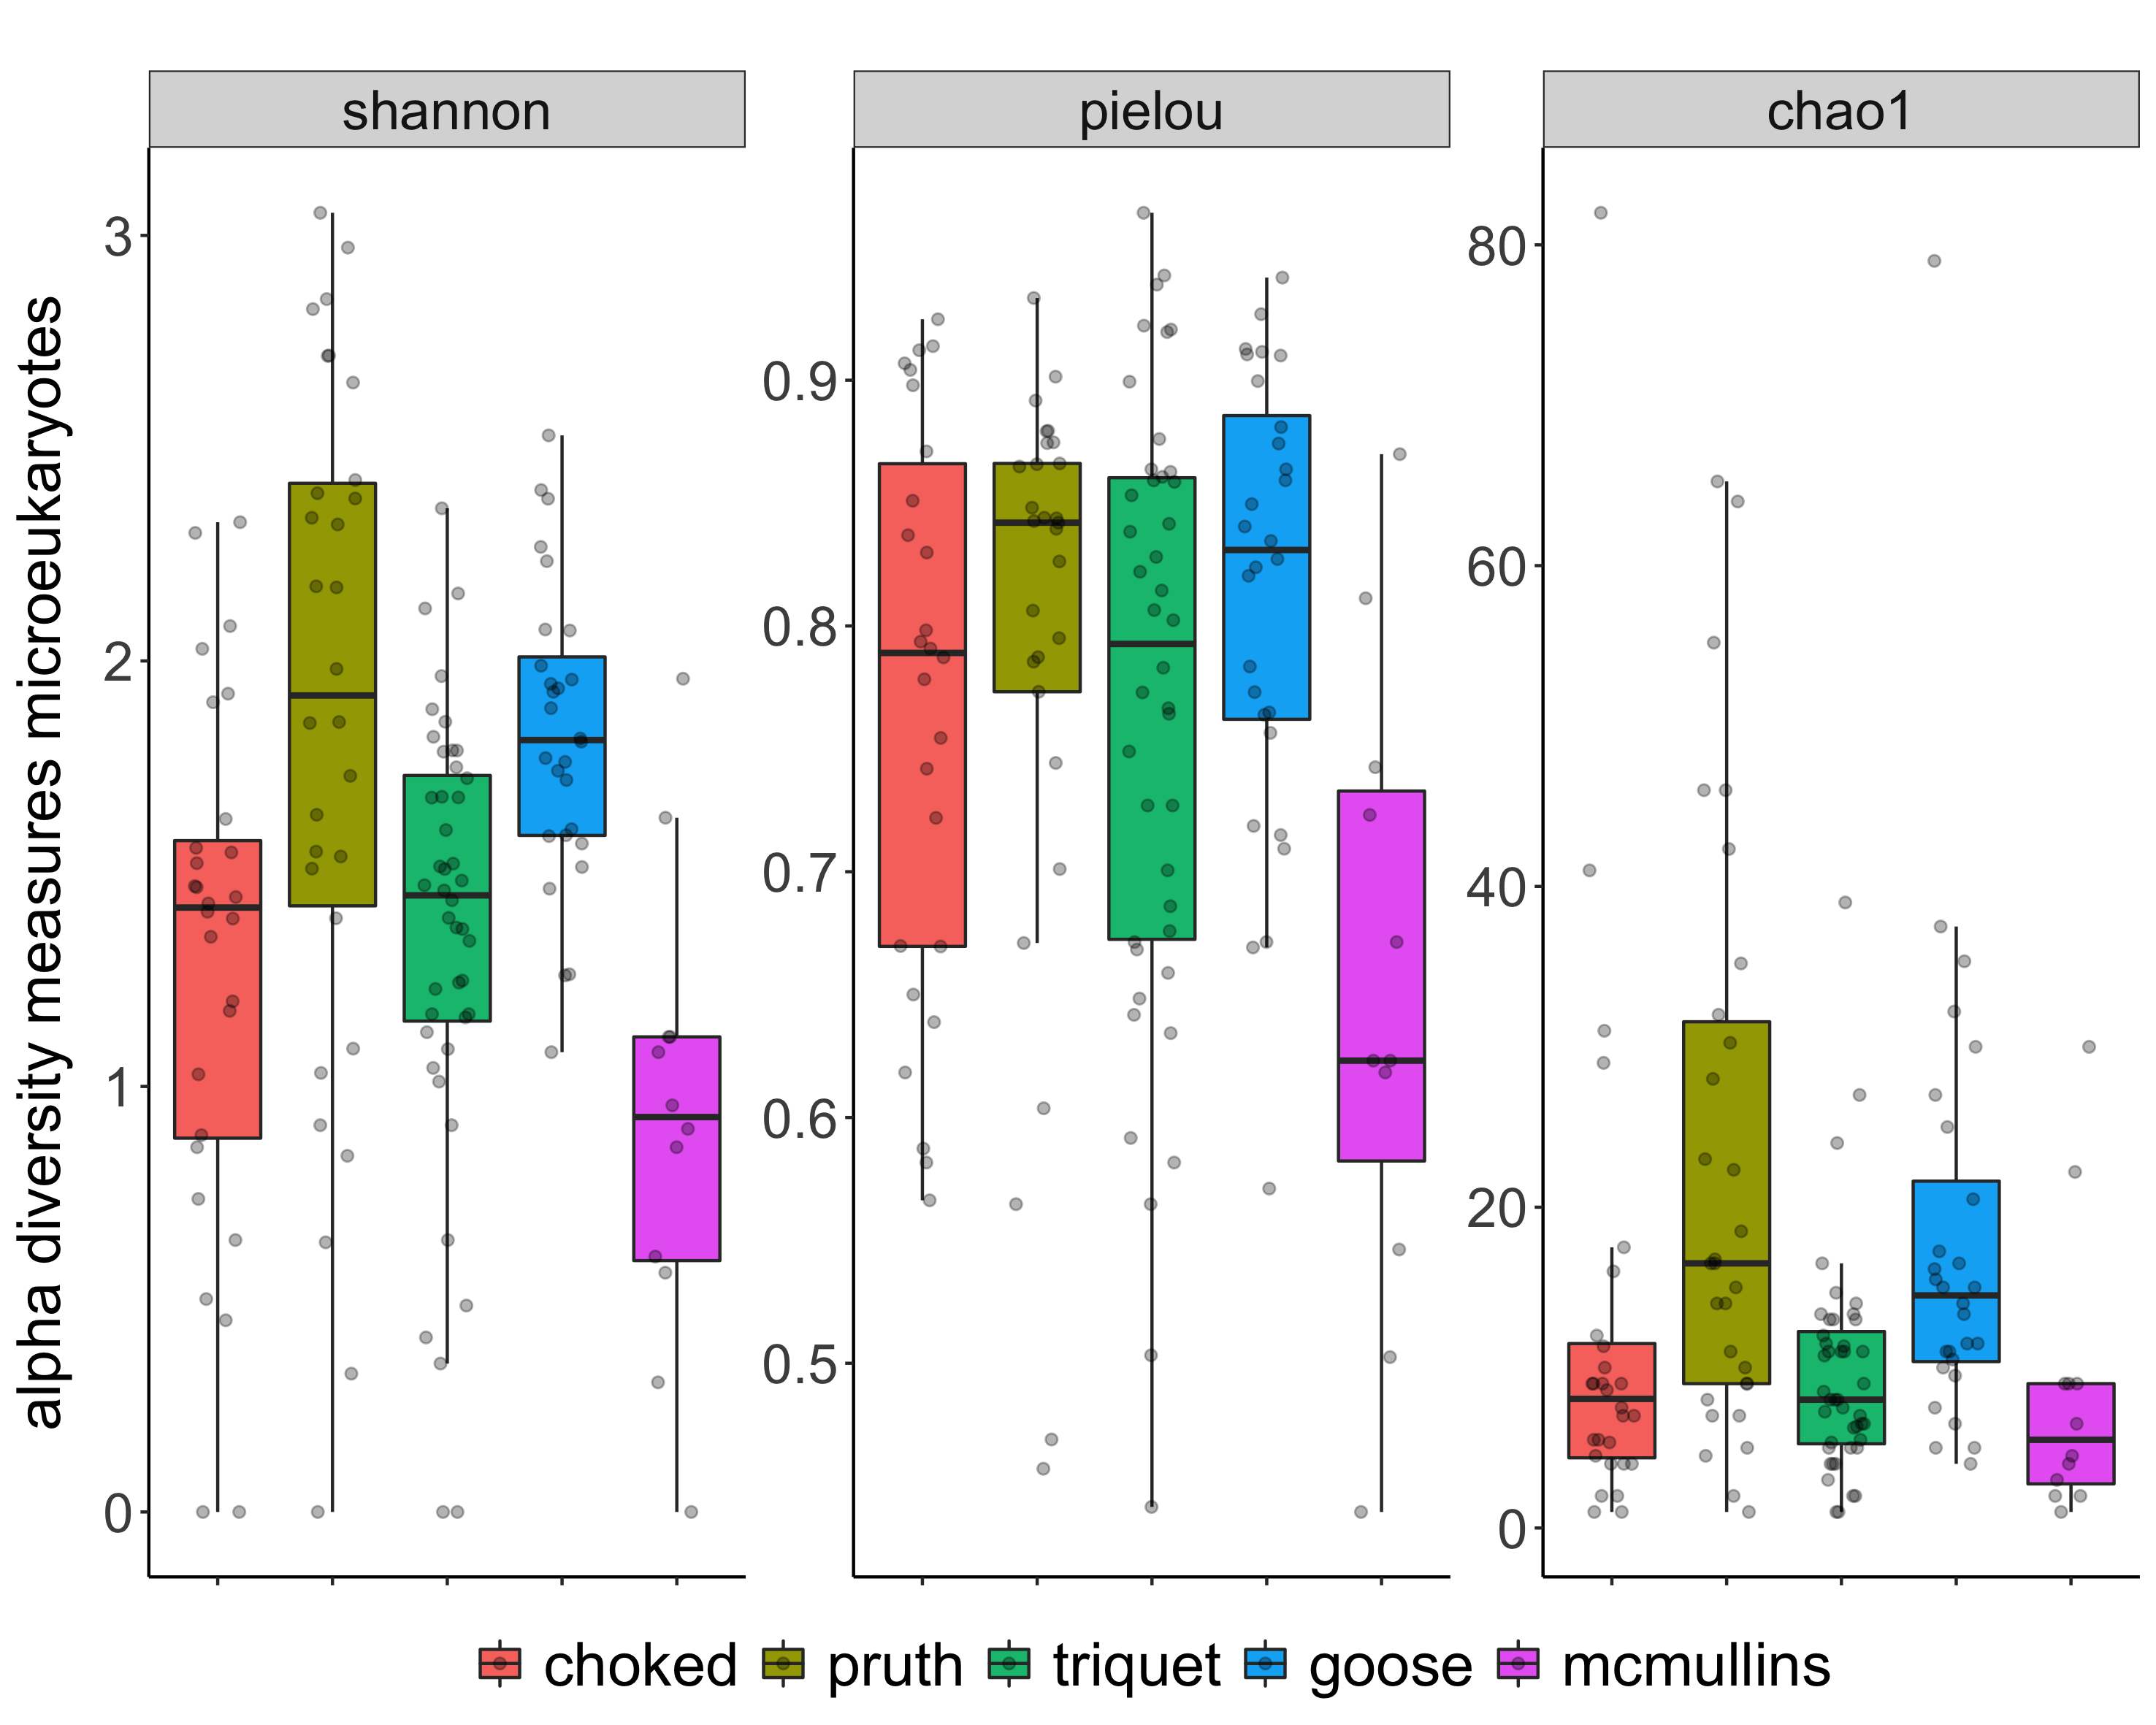 shannon
pielou
chao1
alpha diversity measures microeukaryotes
3
2
1
0
0.9
0.8
0.7
0.6
0.5
80
60
40
20
0
choked pruth triquet goose mcmullins